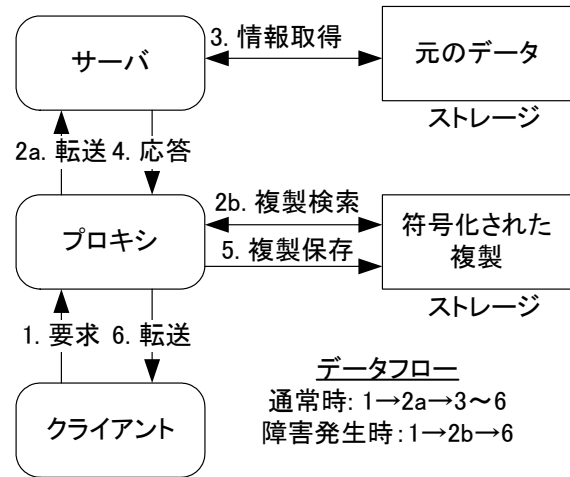 サーバ
3. 情報取得
元のデータ
ストレージ
2a. 転送
4. 応答
プロキシ
2b. 複製検索
5. 複製保存
符号化された
複製
ストレージ
1. 要求
6. 転送
クライアント
データフロー
通常時: 1→2a→3～6
障害発生時:1→2b→6